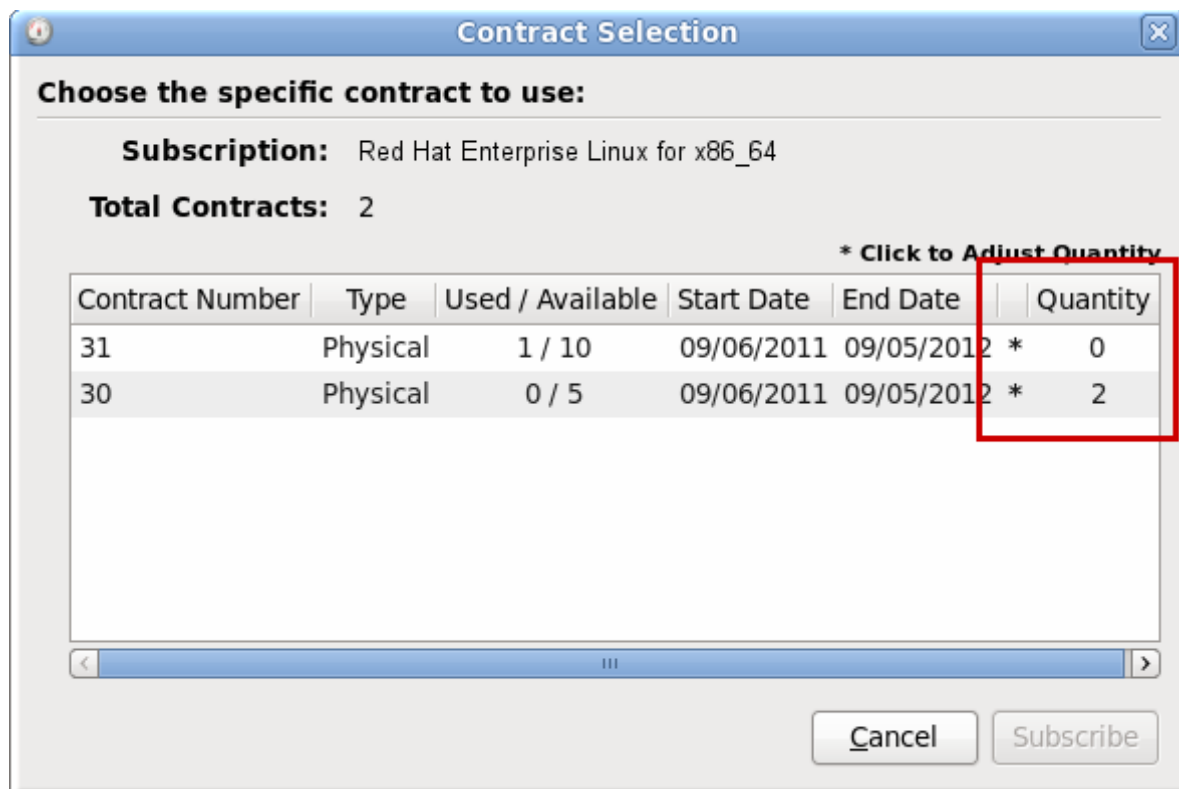 Contract Selection
Choose the specific contract to use:
Subscription: Red Hat Enterprise Linux for x86_64
Total Contracts: 2
* Click to Adjust Quantity
Contract Number Type Used / Available Start Date End Date Quantity
31 Physical 1 / 10 09/06/2011 09/05/2012 * 0
30 Physical 0 / 5 09/06/2011 09/05/2012 * 2
Cancel Subscribe